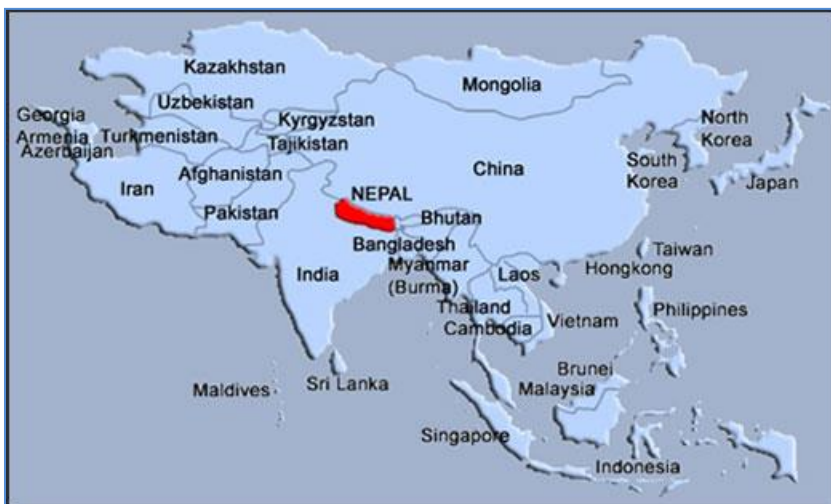 Kazakhstan
Mongolia
Uzbekistan
Georgia
Kyrgyzstan
North
Korea
Armenia
Turkmenistan
Tajikistan
Azerbaijan
China
South
Korea
Afghanistan
Japan
Iran
NEPAL
Pakistan
Bhutan
Bangladesh
Taiwan
India
Myanmar
(Burma)
Laos
Hongkong
Thailand
Philippines
Cambodia
Vietnam
Brunei
Maldives
Sri Lanka
Malaysia
Singapore
Indonesia